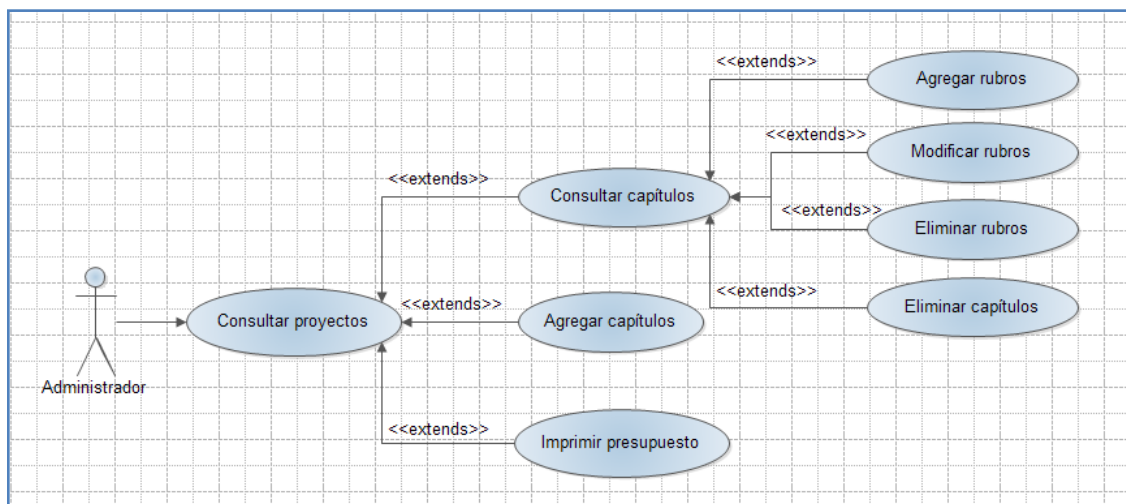 <<extends>>
Agregar rubros
<<extends>>
Modificar rubros
<<extends>>
Consultar capítulos
<<extends>>
Eliminar rubros
<<extends>>
Eliminar capítulos
<<extends>>
Consultar proyectos
Agregar capítulos
Administrador
<<extends>>
Imprimir presupuesto